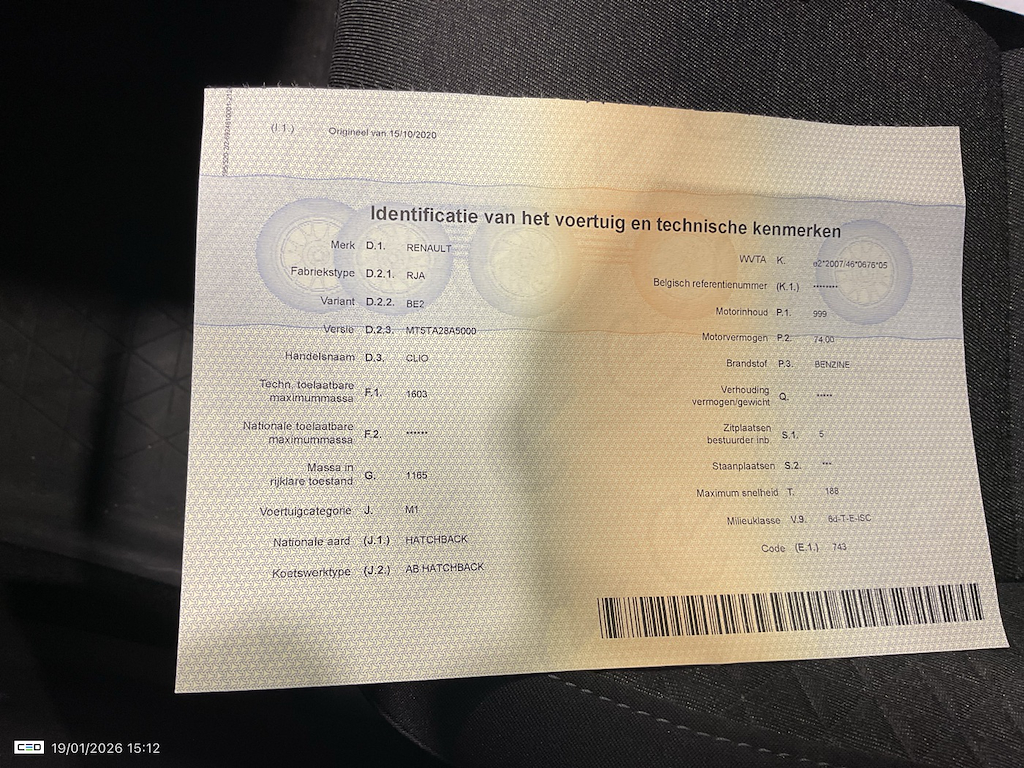 (I.1.) Origineel van 15/10/2020
Identificatie van het voertuig en technische kenmerken
Merk D.1. RENAULT
Fabriekstype D.2.1. RJA
Variant D.2.2. BE2
Versie D.2.3. MT5TA28A5000
Handelsnaam D.3. CLIO
Techn. toelaatbare
maximummassa F.1. 1603
Nationale toelaatbare
maximummassa F.2. ******
Massa in
rijklare toestand G. 1165
Voertuigcategorie J. M1
Nationale aard (J.1.) HATCHBACK
Koetswerktype (J.2.) AB HATCHBACK
WVTA K. e2*2007/46*0676*05
Belgisch referentienummer (K.1.) ********
Motorinhoud P.1. 999
Motorvermogen P.2. 74.00
Brandstof P.3. BENZINE
Verhouding
vermogen/gewicht Q. *****
Zitplaatsen
bestuurder inb. S.1. 5
Staanplaatsen S.2. ***
Maximum snelheid T. 188
Milieuklasse V.9. 6d-T-E-ISC
Code (E.1.) 743
CEO 19/01/2026 15:12